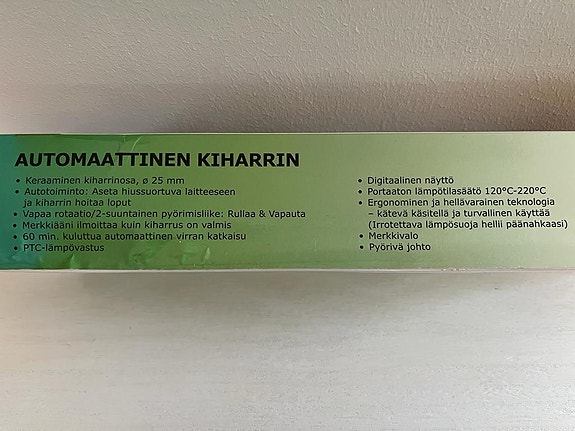 AUTOMAATTINEN KIHARRIN
• Keraaminen kiharrinosa, ø 25 mm
• Autotoiminto: Aseta hiussuortuva laitteeseen
ja kiharrin hoitaa loput
• Vapaa rotaatio/2-suuntainen pyörimisliike: Rullaa & Vapauta
• Merkkiääni ilmoittaa kuin kiharrus on valmis
• 60 min. kuluttua automaattinen virran katkaisu
• PTC-lämpövastus
• Digitaalinen näyttö
• Portaaton lämpötilasäätö 120°C-220°C
• Ergonominen ja hellävarainen teknologia
– kätevä käsitellä ja turvallinen käyttää
(Irrotettava lämpösuoja hellii päänahkaasi)
• Merkkivalo
• Pyörivä johto